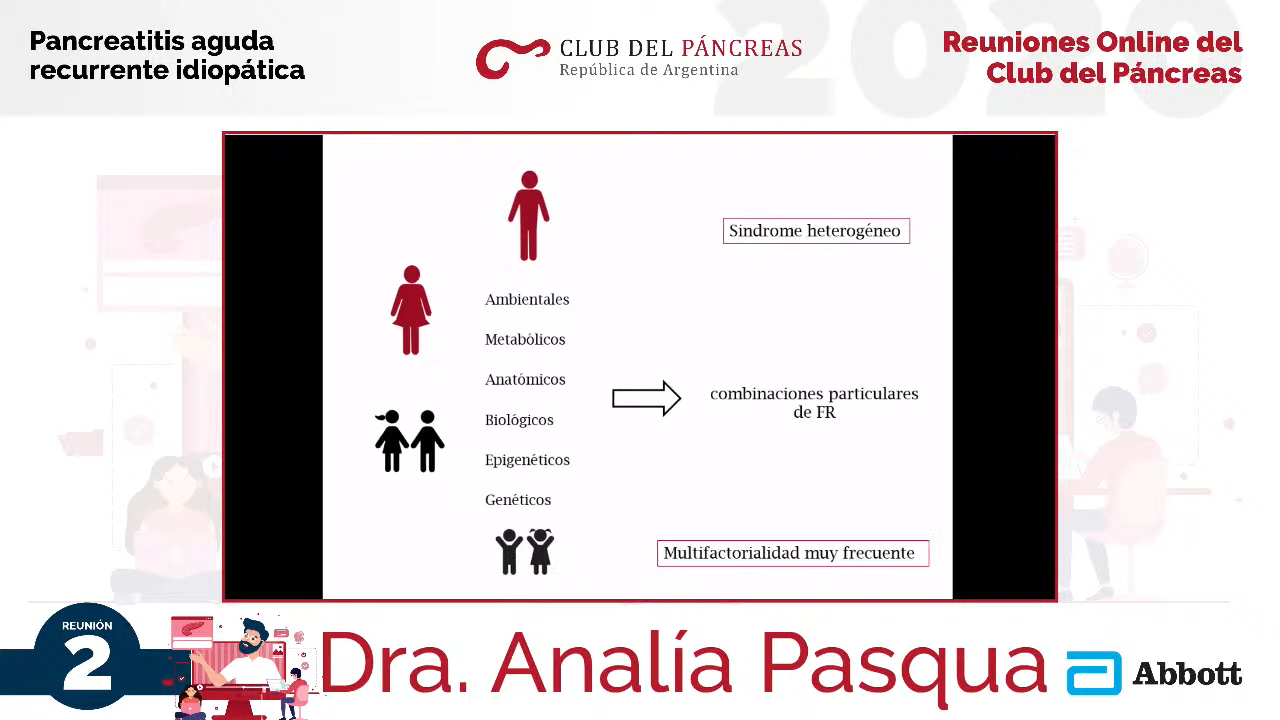 Pancreatitis aguda
recurrente idiopática
CLUB DEL PÁNCREAS
República de Argentina
2020
Reuniones Online del
Club del Páncreas
Sindrome heterogéneo
Ambientales
Metabólicos
Anatómicos
Biológicos
Epigenéticos
Genéticos
combinaciones particulares
de FR
Multifactorialidad muy frecuente
REUNIÓN
2
Dra. Analía Pasqua
Abbott